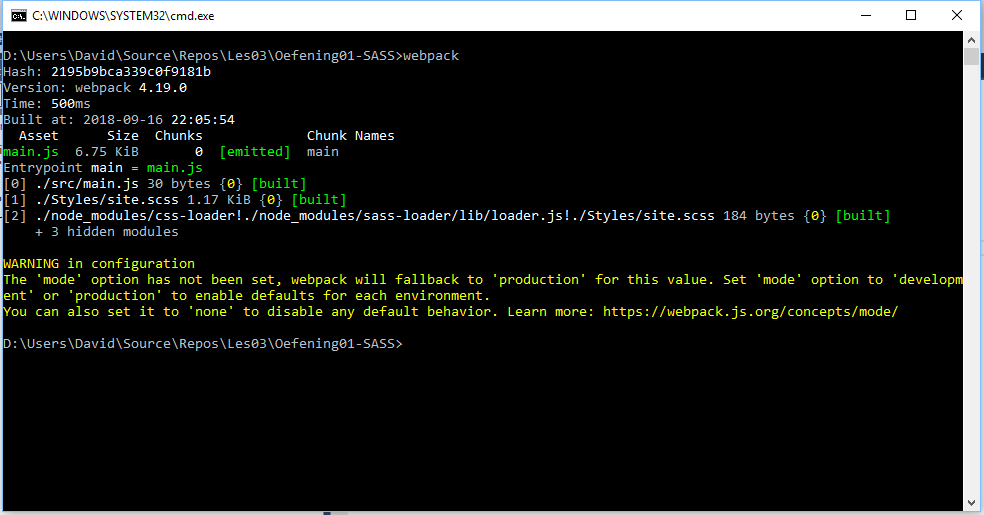 C:\WINDOWS\SYSTEM32\cmd.exe
D:\Users\David\Source\Repos\Les03\Oefening01-SASS>webpack
Hash: 2195b9bca339c0f9181b
Version: webpack 4.19.0
Time: 500ms
Built at: 2018-09-16 22:05:54
  Asset      Size  Chunks             Chunk Names
main.js  6.75 KiB       0  [emitted]  main
Entrypoint main = main.js
[0] ./src/main.js 30 bytes {0} [built]
[1] ./Styles/site.scss 1.17 KiB {0} [built]
[2] ./node_modules/css-loader!./node_modules/sass-loader/lib/loader.js!./Styles/site.scss 184 bytes {0} [built]
    + 3 hidden modules
WARNING in configuration
The 'mode' option has not been set, webpack will fallback to 'production' for this value. Set 'mode' option to 'developm
ent' or 'production' to enable defaults for each environment.
You can also set it to 'none' to disable any default behavior. Learn more: https://webpack.js.org/concepts/mode/
D:\Users\David\Source\Repos\Les03\Oefening01-SASS>